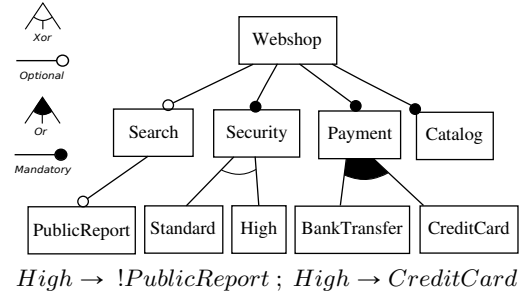 Xor
Optional
Or
Mandatory
Webshop
Search
Security
Payment
Catalog
PublicReport
Standard
High
BankTransfer
CreditCard
High → !PublicReport ; High → CreditCard